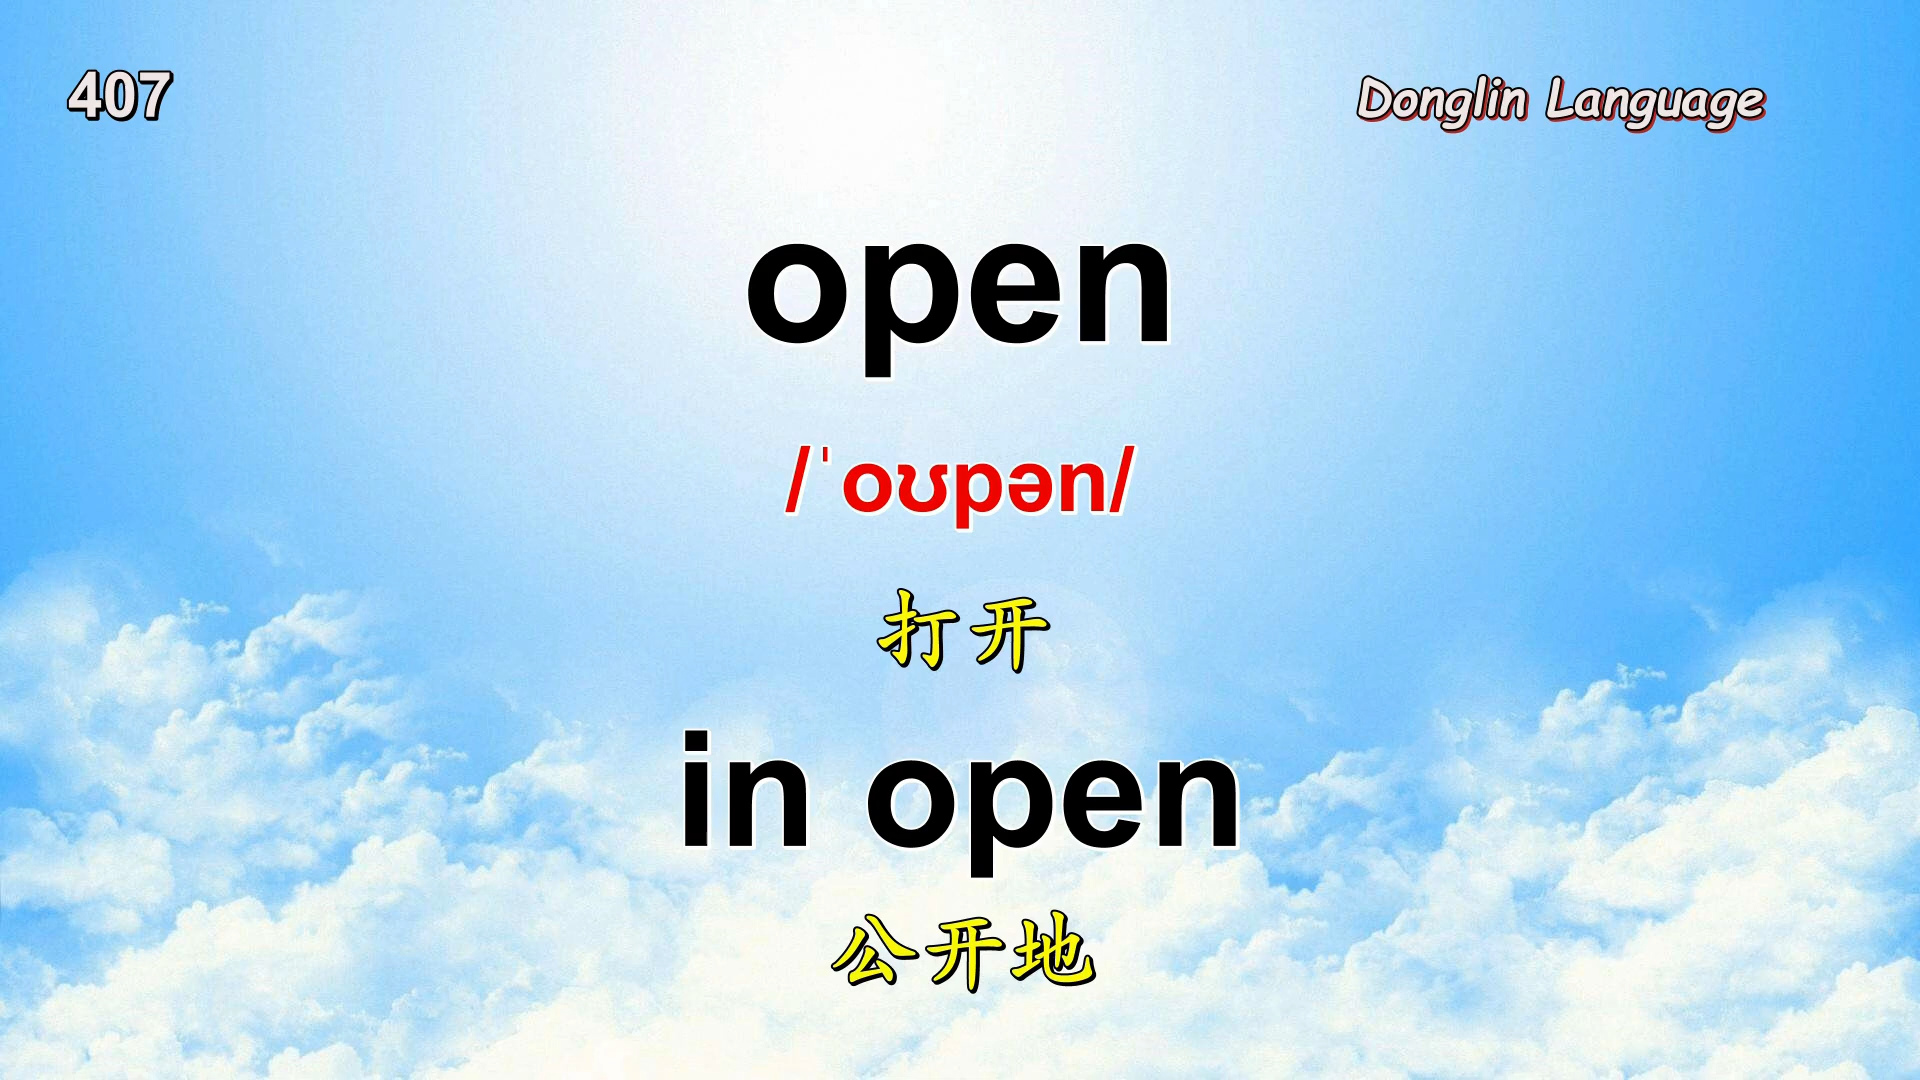 407
Donglin Language
open
/ˈoʊpən/
打开
in open
公开地